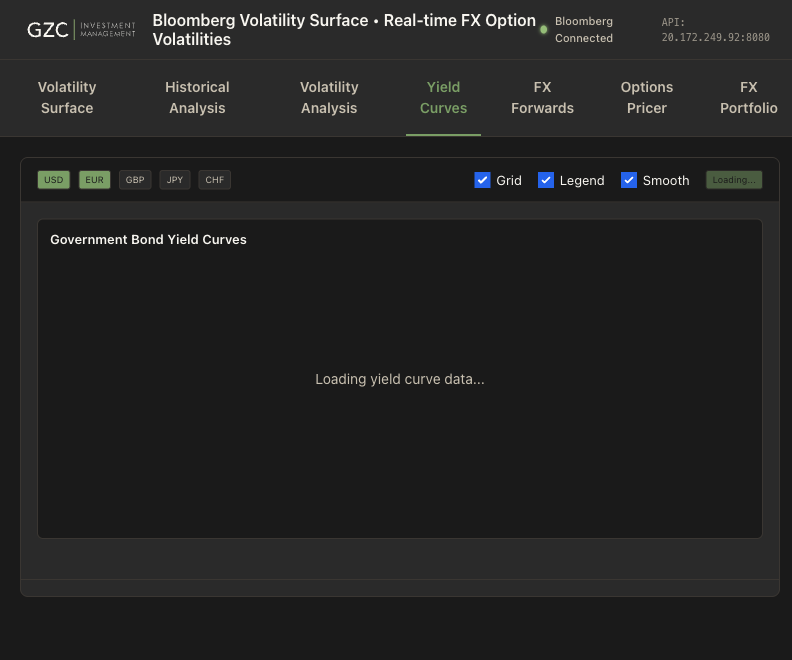 GZC INVESTMENT MANAGEMENT
Bloomberg Volatility Surface • Real-time FX Option Volatilities
Bloomberg Connected
API: 20.172.249.92:8080
Volatility Surface
Historical Analysis
Volatility Analysis
Yield Curves
FX Forwards
Options Pricer
FX Portfolio
USD EUR GBP JPY CHF Grid Legend Smooth Loading...
Government Bond Yield Curves
Loading yield curve data...